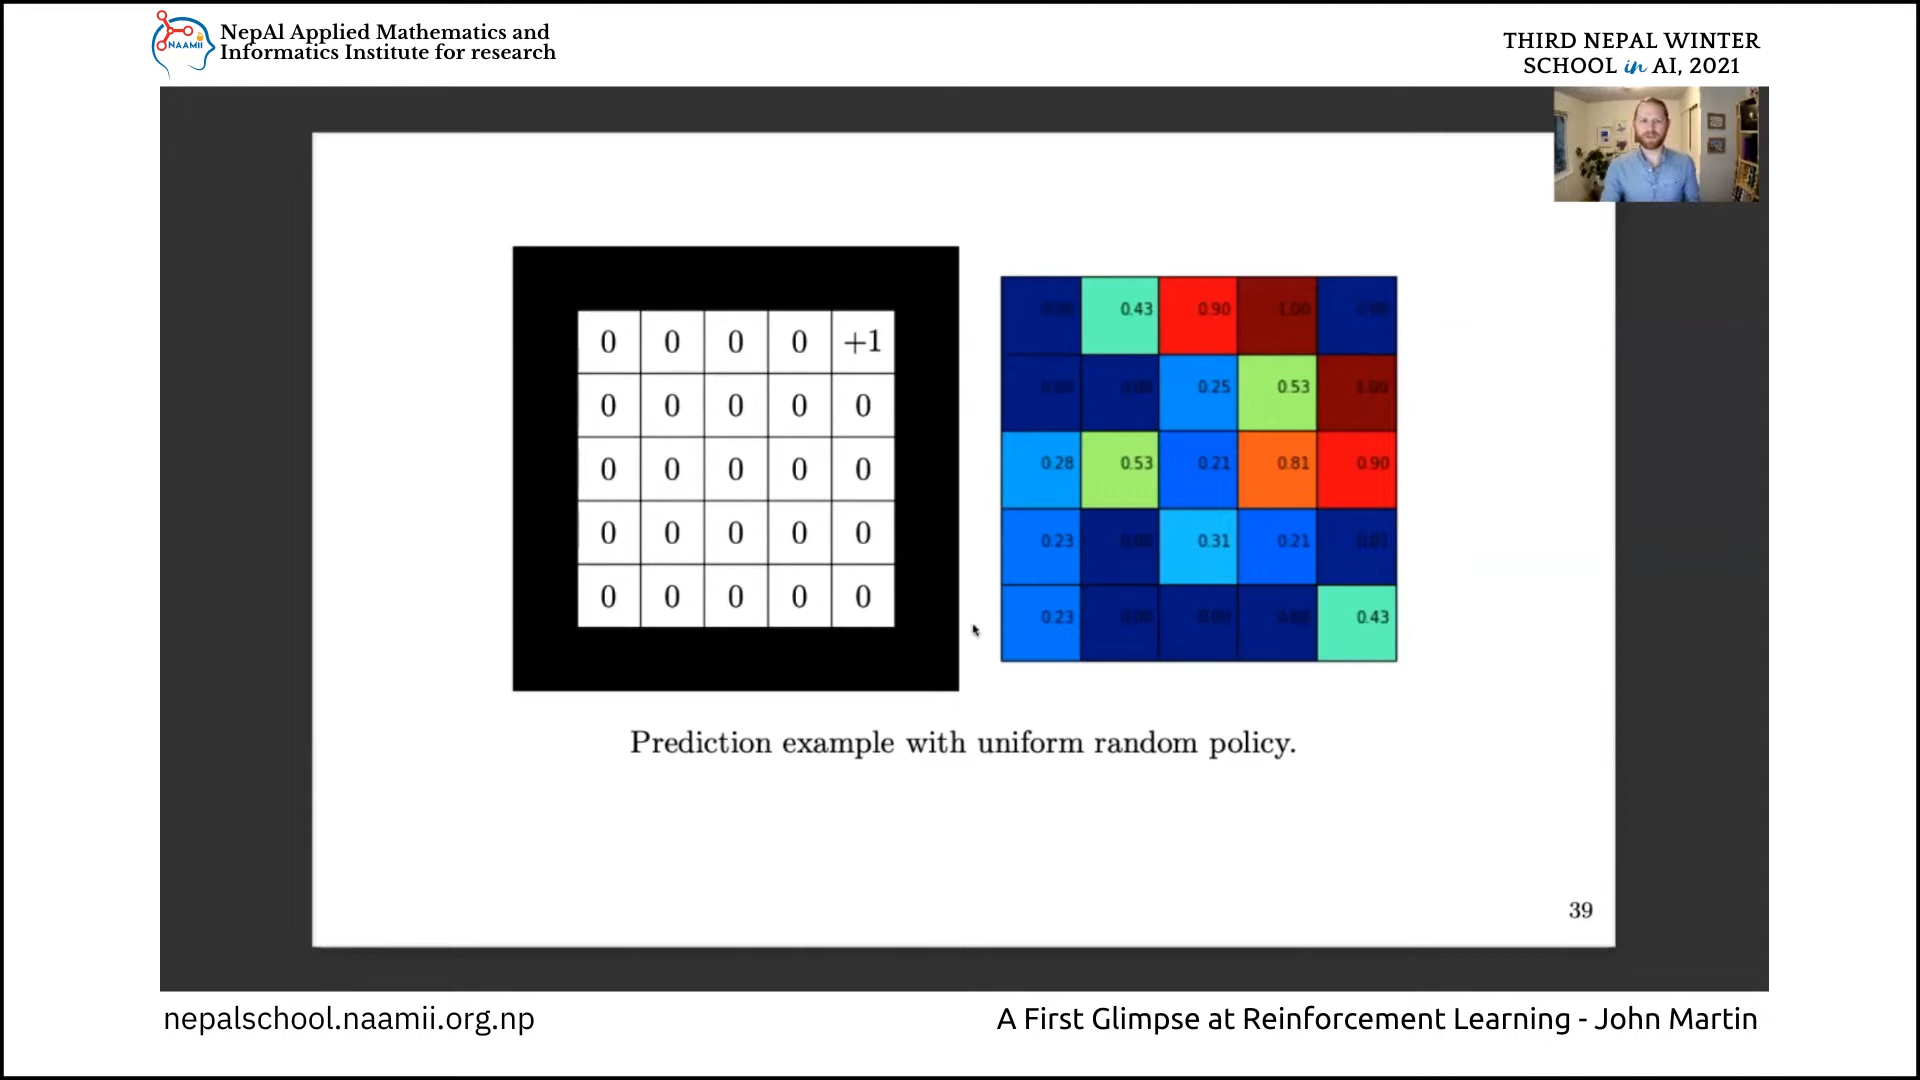 NepAl Applied Mathematics and
Informatics Institute for research
NAAMII
THIRD NEPAL WINTER
SCHOOL in AI, 2021
0 0 0 0 +1
0 0 0 0 0
0 0 0 0 0
0 0 0 0 0
0 0 0 0 0
0.43 0.90 1.00
0.25 0.53 1.00
0.28 0.53 0.21 0.81 0.90
0.23 0.31 0.21
0.23 0.00 0.43
Prediction example with uniform random policy.
39
nepalschool.naamii.org.np
A First Glimpse at Reinforcement Learning - John Martin